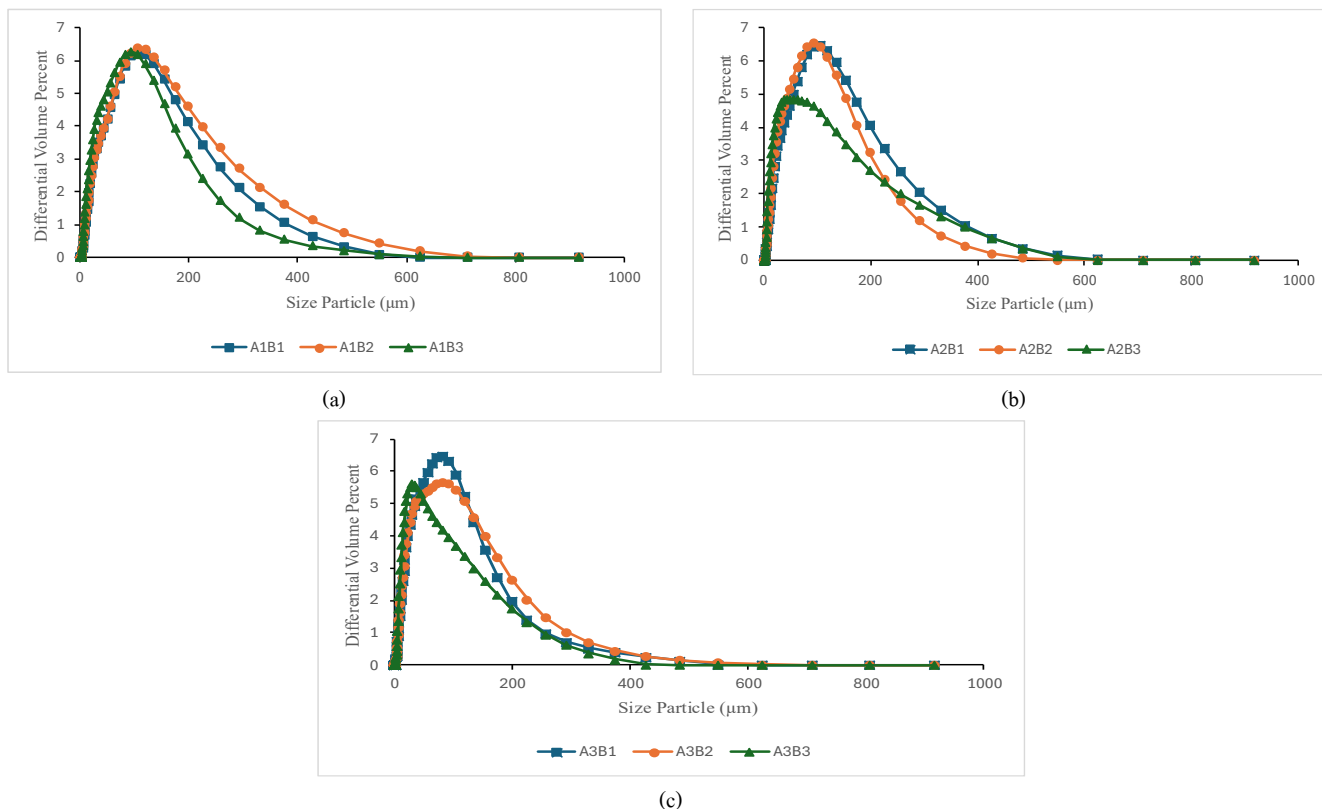 7
6
5
4
3
2
1
0
Differential Volume Percent
0 200 400 600 800 1000
Size Particle (µm)
A1B1 A1B2 A1B3
(a)
7
6
5
4
3
2
1
0
Differential Volume Percent
0 200 400 600 800 1000
Size Particle (µm)
A2B1 A2B2 A2B3
(b)
7
6
5
4
3
2
1
0
Differential Volume Percent
0 200 400 600 800 1000
Size Particle (µm)
A3B1 A3B2 A3B3
(c)